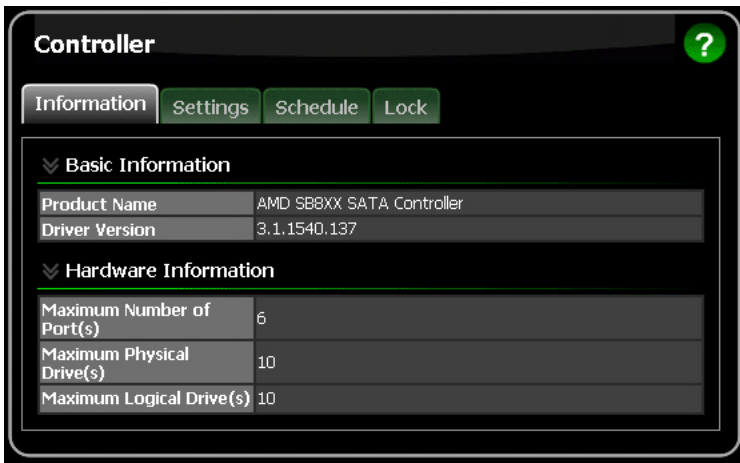 Controller
?
Information Settings Schedule Lock
Basic Information
Product Name AMD SB8XX SATA Controller
Driver Version 3.1.1540.137
Hardware Information
Maximum Number of
Port(s) 6
Maximum Physical
Drive(s) 10
Maximum Logical Drive(s) 10